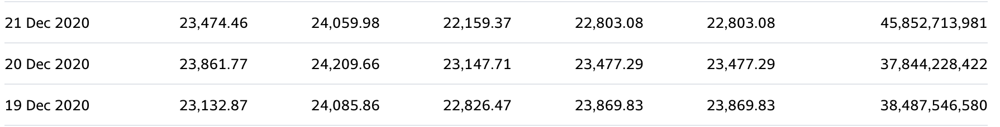 21 Dec 2020 23,474.46 24,059.98 22,159.37 22,803.08 22,803.08 45,852,713,981
20 Dec 2020 23,861.77 24,209.66 23,147.71 23,477.29 23,477.29 37,844,228,422
19 Dec 2020 23,132.87 24,085.86 22,826.47 23,869.83 23,869.83 38,487,546,580